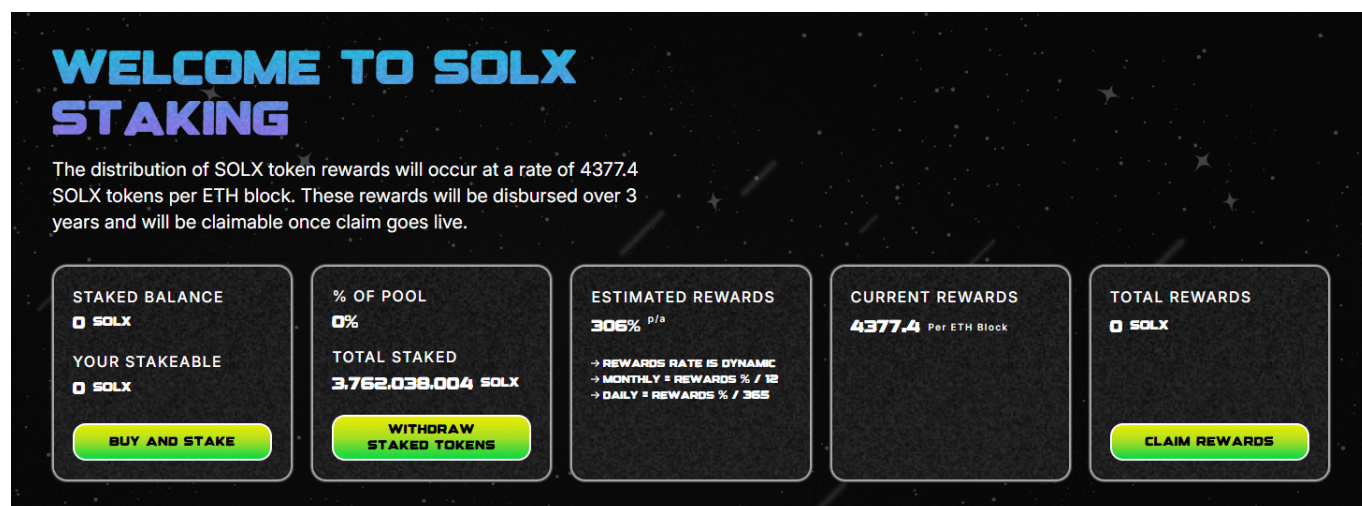 WELCOME TO SOLX
STAKING
The distribution of SOLX token rewards will occur at a rate of 4377.4
SOLX tokens per ETH block. These rewards will be disbursed over 3
years and will be claimable once claim goes live.
STAKED BALANCE
0 SOLX
YOUR STAKEABLE
0 SOLX
BUY AND STAKE
% OF POOL
0%
TOTAL STAKED
3,762,038,004 SOLX
WITHDRAW
STAKED TOKENS
ESTIMATED REWARDS
306% p/a
→ REWARDS RATE IS DYNAMIC
→ MONTHLY = REWARDS % / 12
→ DAILY = REWARDS % / 365
CURRENT REWARDS
4377.4 Per ETH Block
TOTAL REWARDS
0 SOLX
CLAIM REWARDS